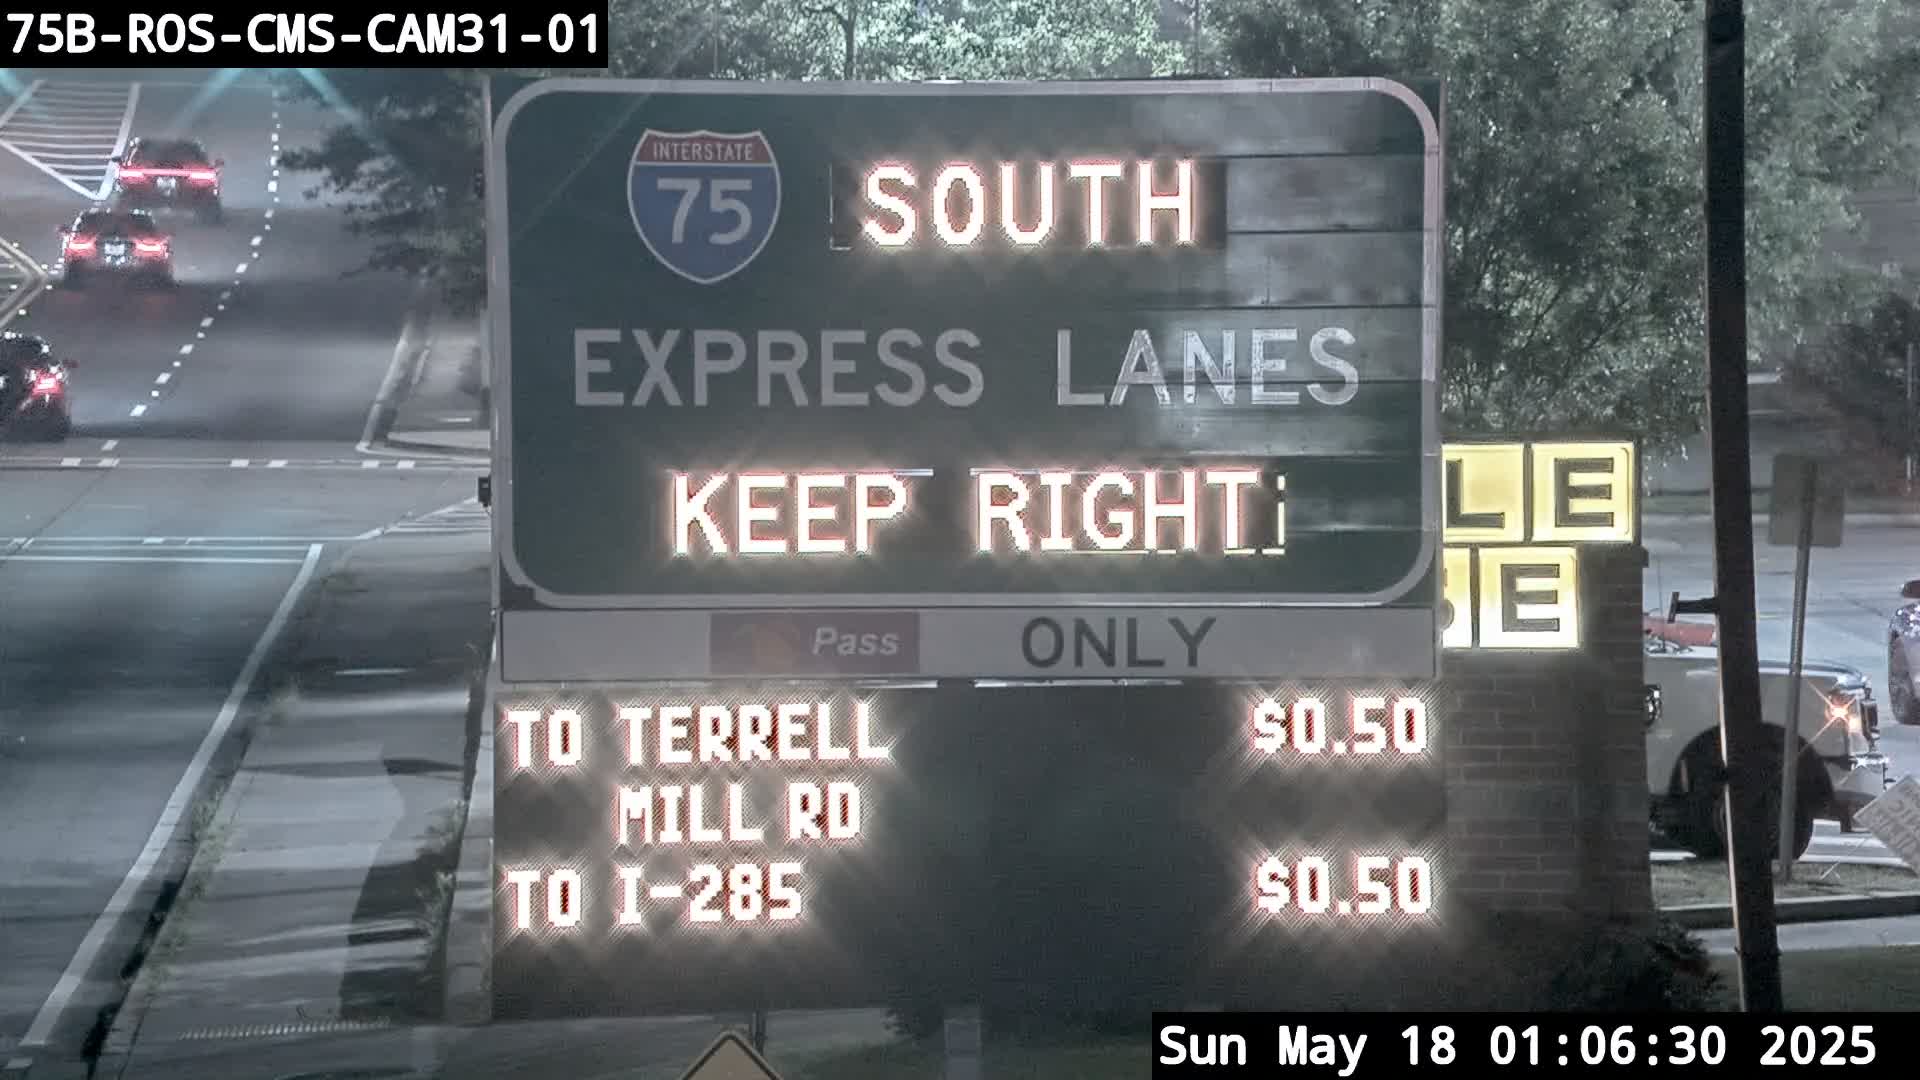 75B-ROS-CMS-CAM31-01
INTERSTATE
75
SOUTH
EXPRESS LANES
KEEP RIGHT
Pass ONLY
TO TERRELL $0.50
MILL RD
TO I-285 $0.50
LE
E
Sun May 18 01:06:30 2025